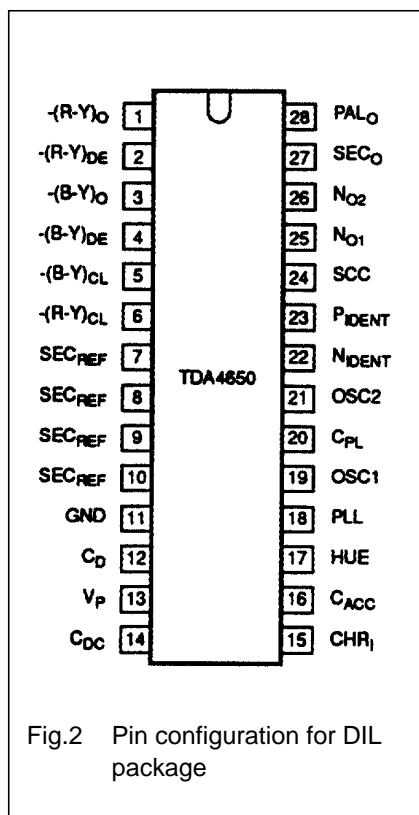 -(R-Y)O 1 28 PALO
-(R-Y)DE 2 27 SECO
-(B-Y)O 3 26 NO2
-(B-Y)DE 4 25 NO1
-(B-Y)CL 5 24 SCC
-(R-Y)CL 6 23 PIDENT
SECREF 7 22 NIDENT
TDA4650
SECREF 8 21 OSC2
SECREF 9 20 CPL
SECREF 10 19 OSC1
GND 11 18 PLL
CD 12 17 HUE
VP 13 16 CACC
CDC 14 15 CHRI
Fig.2 Pin configuration for DIL
package